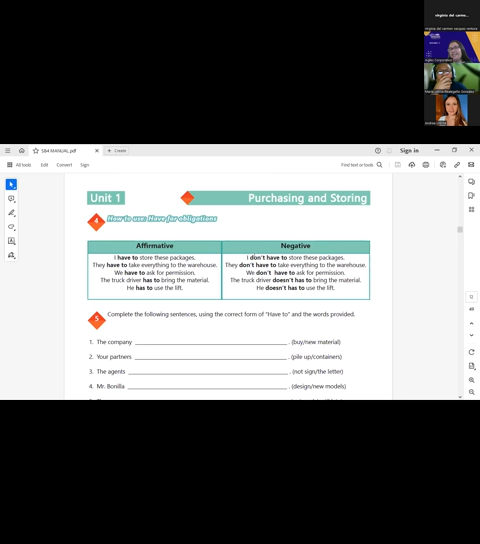 virginia del carme...
SB4 MANUAL.pdf
Create
Sign in
All tools
Edit
Convert
Sign
Find text or tools
Unit 1
Purchasing and Storing
4
How to use: Have for obligations
Affirmative
Negative
I have to store these packages.
They have to take everything to the warehouse.
We have to ask for permission.
The truck driver has to bring the material.
He has to use the lift.
I don't have to store these packages.
They don't have to take everything to the warehouse.
We don't have to ask for permission.
The truck driver doesn't has to bring the material.
He doesn't has to use the lift.
5
Complete the following sentences, using the correct form of "Have to" and the words provided.
1. The company ______ . (buy/new material)
2. Your partners ______ . (pile up/containers)
3. The agents ______ . (not sign/the letter)
4. Mr. Bonilla ______ . (design/new models)
12